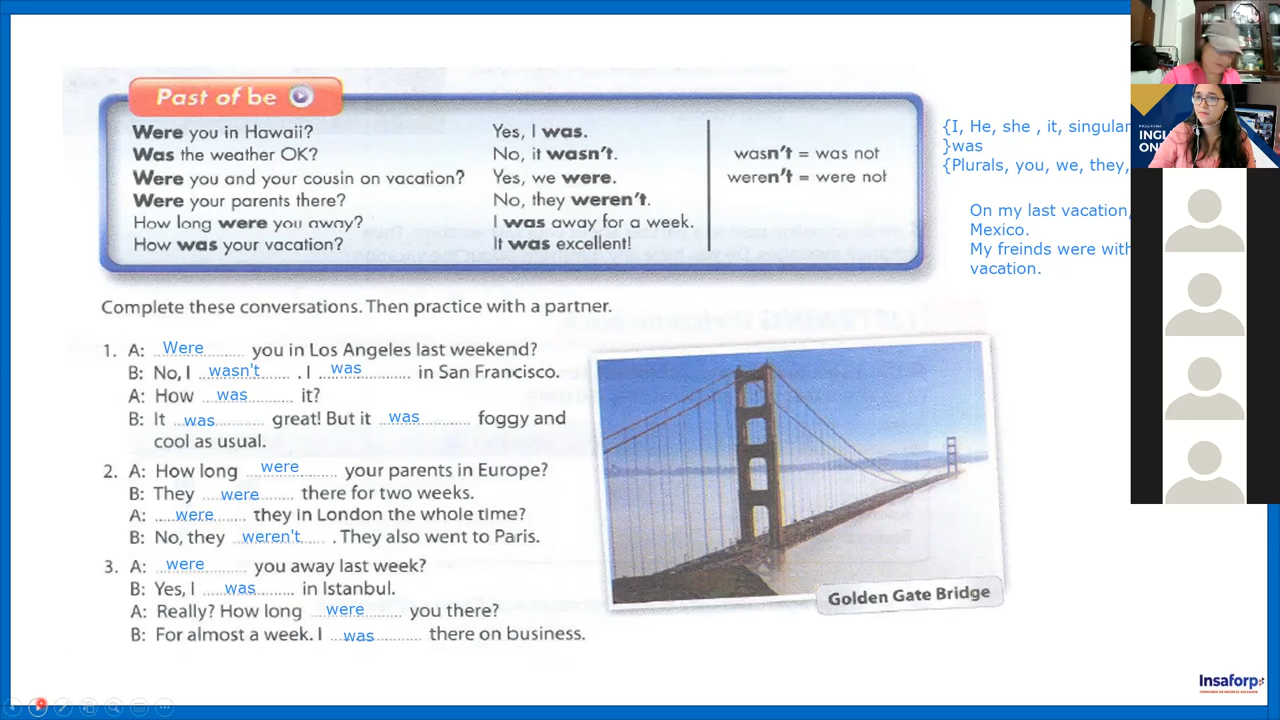 Past of be
Were you in Hawaii? Yes, I was.
Was the weather OK? No, it wasn't. wasn't = was not
Were you and your cousin on vacation? Yes, we were. weren't = were not
Were your parents there? No, they weren't.
How long were you away? I was away for a week.
How was your vacation? It was excellent!
{I, He, she , it, singular
}was
{Plurals, you, we, they,
On my last vacation,
Mexico.
My freinds were with
vacation.
Complete these conversations. Then practice with a partner.
1. A: Were you in Los Angeles last weekend?
B: No, I wasn't . I was in San Francisco.
A: How was it?
B: It was great! But it was foggy and
cool as usual.
2. A: How long were your parents in Europe?
B: They were there for two weeks.
A: were they in London the whole time?
B: No, they weren't . They also went to Paris.
3. A: were you away last week?
B: Yes, I was in Istanbul.
A: Really? How long were you there?
B: For almost a week. I was there on business.
Golden Gate Bridge
Insaforp